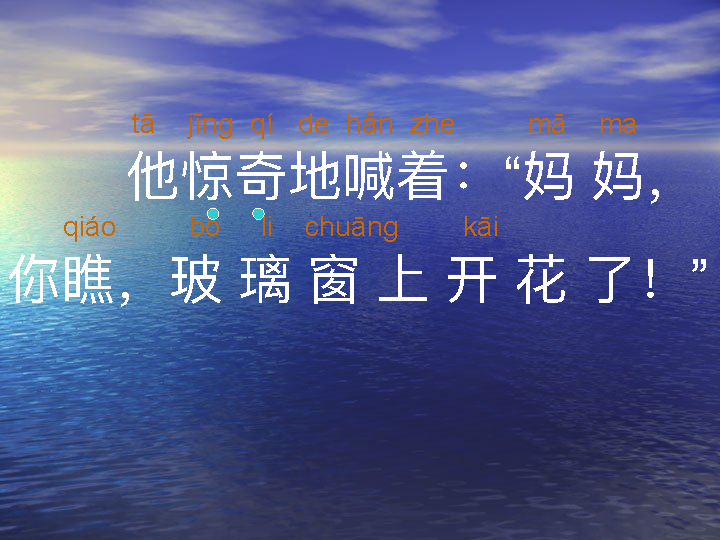 tā jīng qí de hǎn zhe mā ma
他惊奇地喊着：“妈 妈，
qiáo bō li chuāng kāi
你瞧，玻 璃 窗 上 开 花 了！”